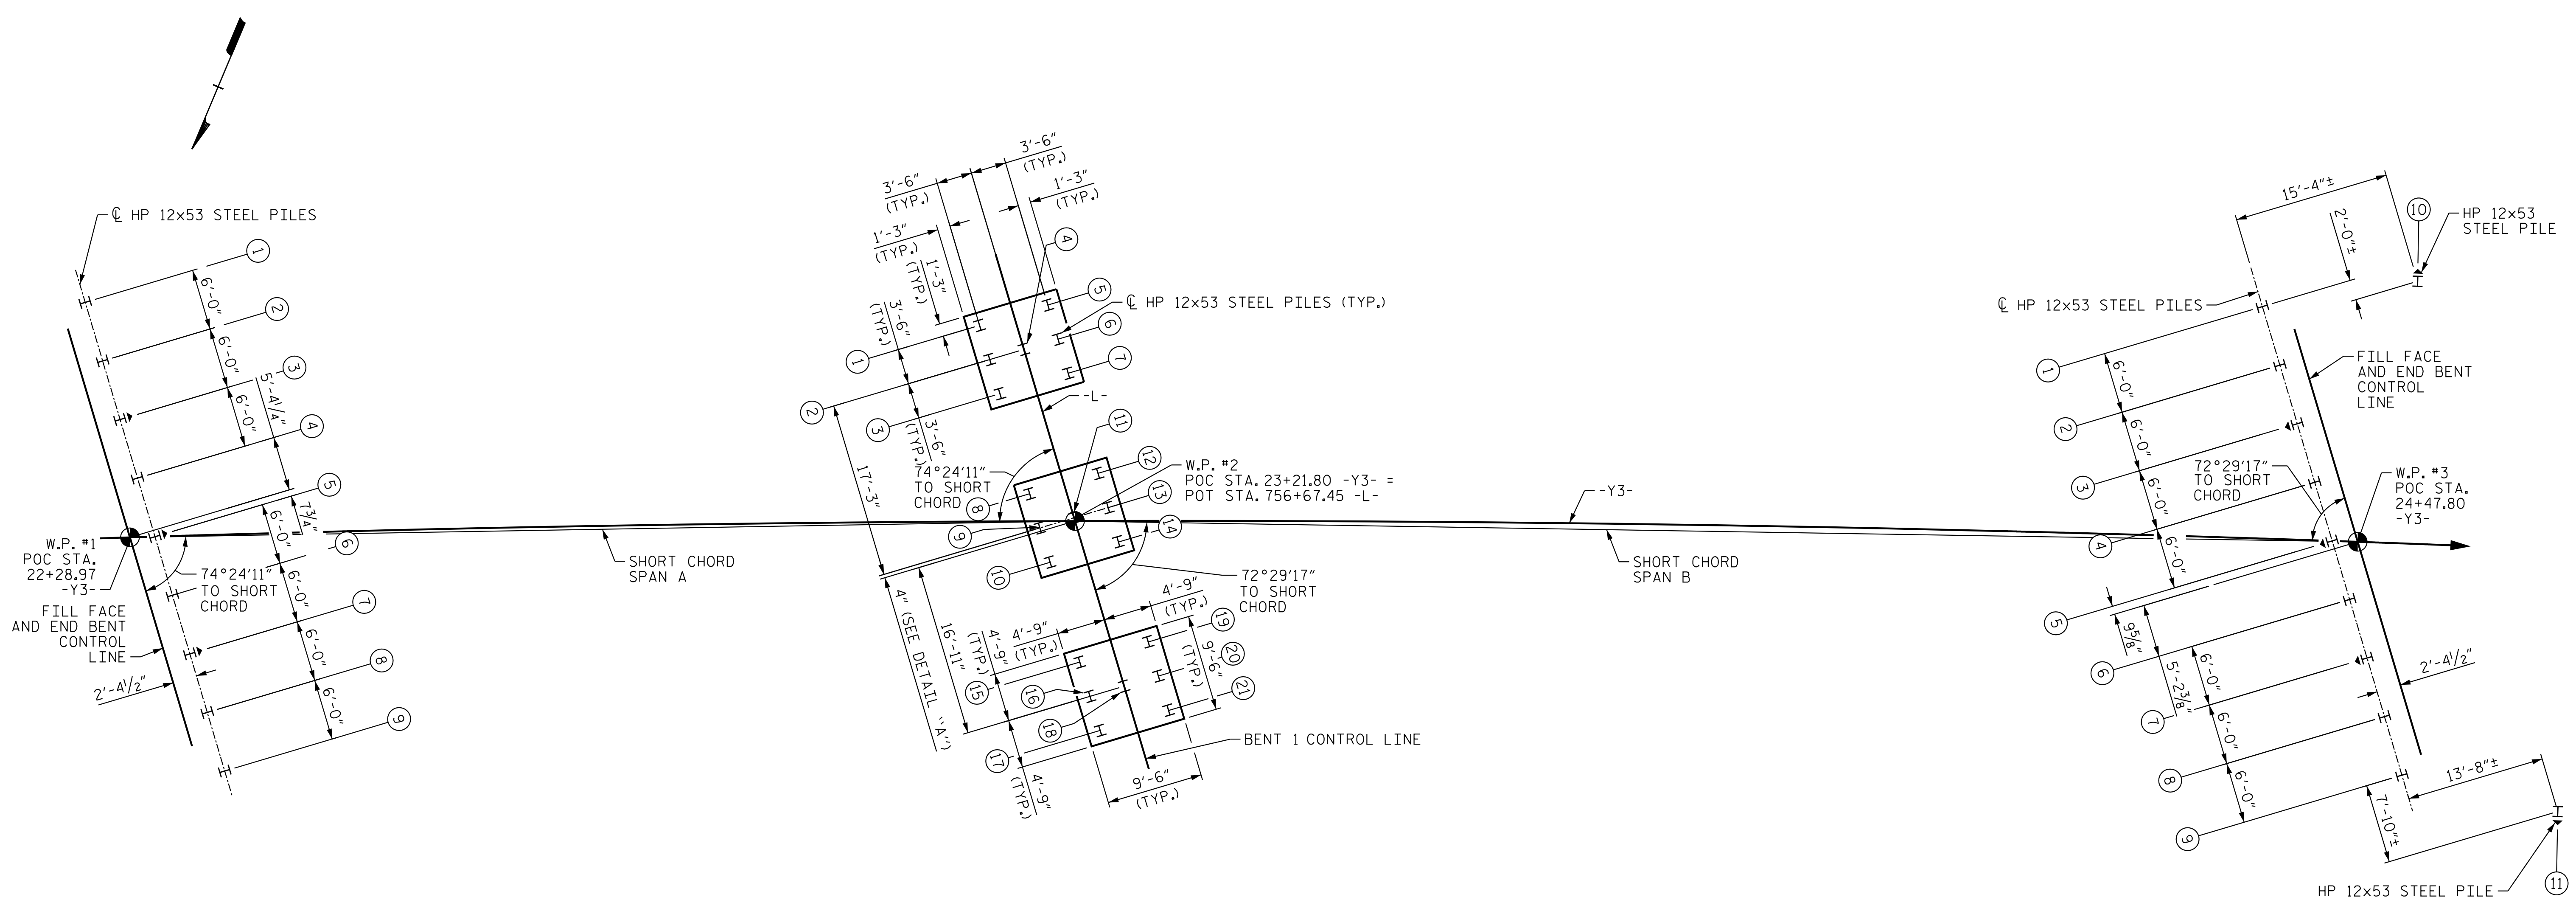 ℄ HP 12x53 STEEL PILES
1
2
3
4
5
6
7
8
9
6'-0"
6'-0"
6'-0"
5'-4 1/4"
7 3/4"
6'-0"
6'-0"
6'-0"
6'-0"
W.P. #1
POC STA.
22+28.97
-Y3-
74°24'11"
TO SHORT
CHORD
FILL FACE
AND END BENT
CONTROL
LINE
2'-4 1/2"
SHORT CHORD
SPAN A
3'-6"
(TYP.)
3'-6"
(TYP.)
1'-3"
(TYP.)
1'-3"
(TYP.)
1'-3"
(TYP.)
3'-6"
(TYP.)
3'-6"
(TYP.)
4
5
6
7
1
2
3
℄ HP 12x53 STEEL PILES (TYP.)
-L-
11
12
13
14
8
9
10
17'-3"
74°24'11"
TO SHORT
CHORD
W.P. #2
POC STA. 23+21.80 -Y3- =
POT STA. 756+67.45 -L-
72°29'17"
TO SHORT
CHORD
4" (SEE DETAIL "A")
16'-11"
4'-9"
(TYP.)
4'-9"
(TYP.)
4'-9"
(TYP.)
4'-9"
(TYP.)
9'-6"
(TYP.)
9'-6"
(TYP.)
15
16
17
18
19
20
21
BENT 1 CONTROL LINE
-Y3-
SHORT CHORD
SPAN B
15'-4"±
2'-0"±
10
HP 12x53
STEEL PILE
℄ HP 12x53 STEEL PILES
FILL FACE
AND END BENT
CONTROL
LINE
1
2
3
4
5
6
7
8
9
6'-0"
6'-0"
6'-0"
6'-0"
9 5/8"
5'-2 3/8"
6'-0"
6'-0"
6'-0"
72°29'17"
TO SHORT
CHORD
W.P. #3
POC STA.
24+47.80
-Y3-
2'-4 1/2"
13'-8"±
7'-10"±
HP 12x53 STEEL PILE
11